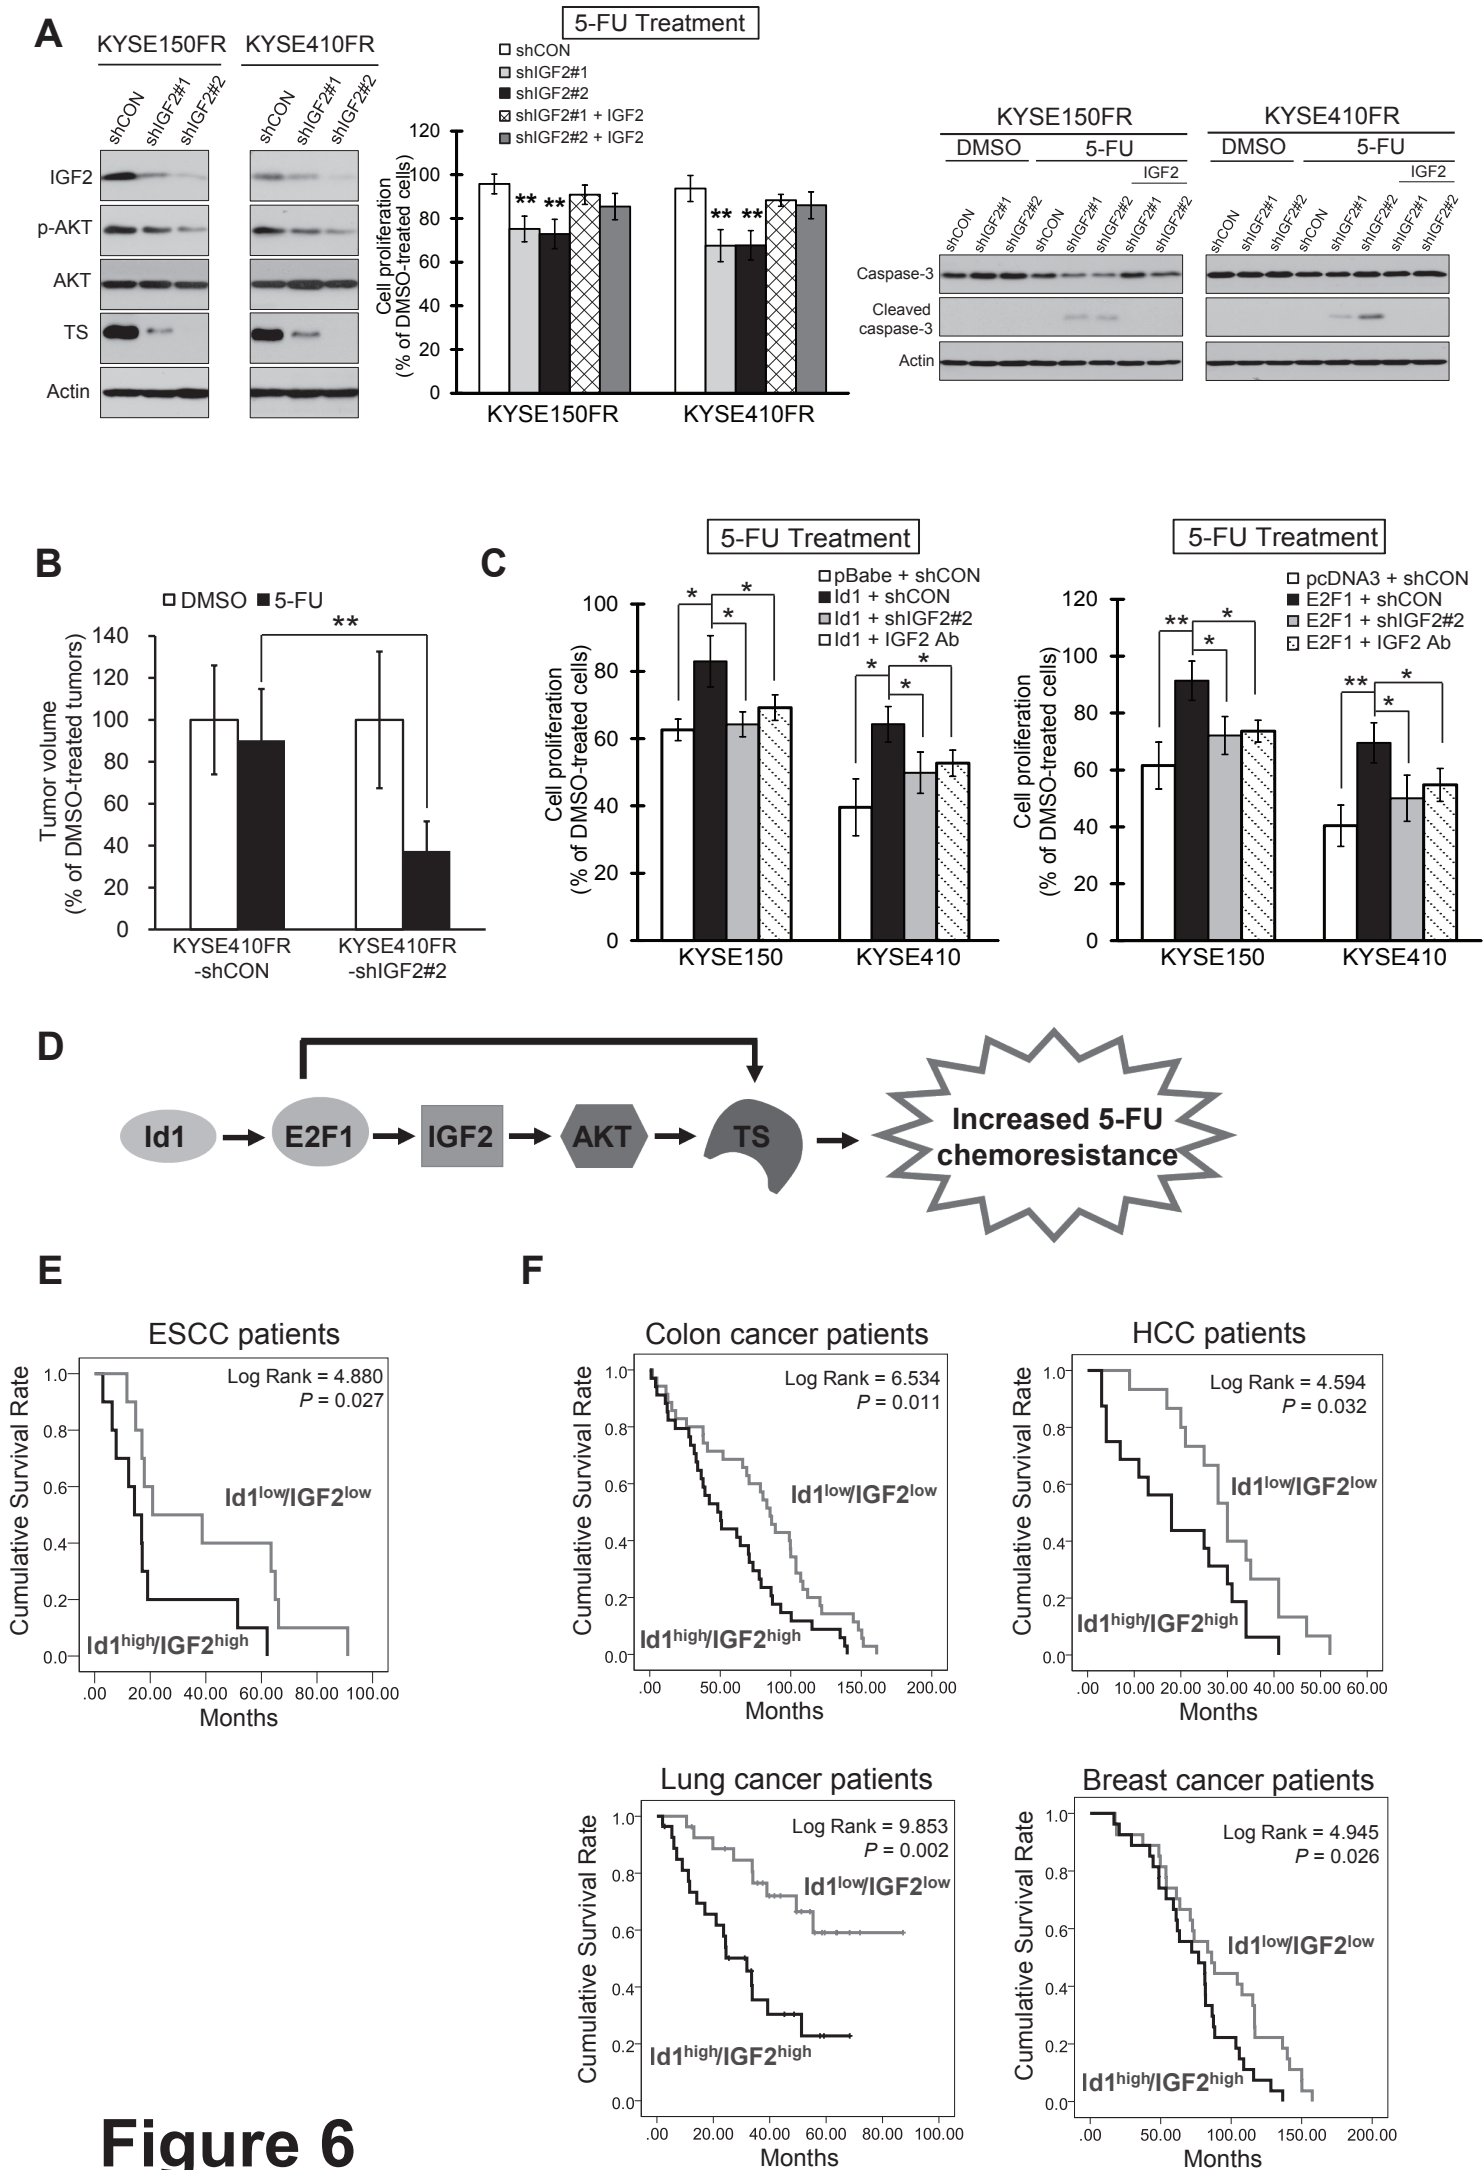 A
KYSE150FR KYSE410FR
shCON shIGF2#1 shIGF2#2 shCON shIGF2#1 shIGF2#2
IGF2
p-AKT
AKT
TS
Actin
5-FU Treatment
shCON
shIGF2#1
shIGF2#2
shIGF2#1 + IGF2
shIGF2#2 + IGF2
Cell proliferation
(% of DMSO-treated cells)
120
100
80
60
40
20
0
** ** ** **
KYSE150FR KYSE410FR
KYSE150FR KYSE410FR
DMSO 5-FU DMSO 5-FU
IGF2 IGF2
shCON shIGF2#1 shIGF2#2 shCON shIGF2#1 shIGF2#2 shIGF2#1 shIGF2#2 shCON shIGF2#1 shIGF2#2 shCON shIGF2#1 shIGF2#2 shIGF2#1 shIGF2#2
Caspase-3
Cleaved
caspase-3
Actin
B
DMSO 5-FU
Tumor volume
(% of DMSO-treated tumors)
140
120
100
80
60
40
20
0
**
KYSE410FR
-shCON
KYSE410FR
-shIGF2#2
C
5-FU Treatment
pBabe + shCON
Id1 + shCON
Id1 + shIGF2#2
Id1 + IGF2 Ab
Cell proliferation
(% of DMSO-treated cells)
100
80
60
40
20
0
* * * * * *
KYSE150 KYSE410
5-FU Treatment
pcDNA3 + shCON
E2F1 + shCON
E2F1 + shIGF2#2
E2F1 + IGF2 Ab
Cell proliferation
(% of DMSO-treated cells)
120
100
80
60
40
20
0
** * * ** * *
KYSE150 KYSE410
D
Id1 E2F1 IGF2 AKT TS
Increased 5-FU
chemoresistance
E
ESCC patients
Log Rank = 4.880
P = 0.027
Id1low/IGF2low
Id1high/IGF2high
Cumulative Survival Rate
1.0
0.8
0.6
0.4
0.2
0.0
.00 20.00 40.00 60.00 80.00 100.00
Months
F
Colon cancer patients
Log Rank = 6.534
P = 0.011
Id1low/IGF2low
Id1high/IGF2high
Cumulative Survival Rate
1.0
0.8
0.6
0.4
0.2
0.0
.00 50.00 100.00 150.00 200.00
Months
HCC patients
Log Rank = 4.594
P = 0.032
Id1low/IGF2low
Id1high/IGF2high
Cumulative Survival Rate
1.0
0.8
0.6
0.4
0.2
0.0
.00 10.00 20.00 30.00 40.00 50.00 60.00
Months
Lung cancer patients
Log Rank = 9.853
P = 0.002
Id1low/IGF2low
Id1high/IGF2high
Cumulative Survival Rate
1.0
0.8
0.6
0.4
0.2
0.0
.00 20.00 40.00 60.00 80.00 100.00
Months
Breast cancer patients
Log Rank = 4.945
P = 0.026
Id1low/IGF2low
Id1high/IGF2high
Cumulative Survival Rate
1.0
0.8
0.6
0.4
0.2
0.0
.00 50.00 100.00 150.00 200.00
Months
Figure 6